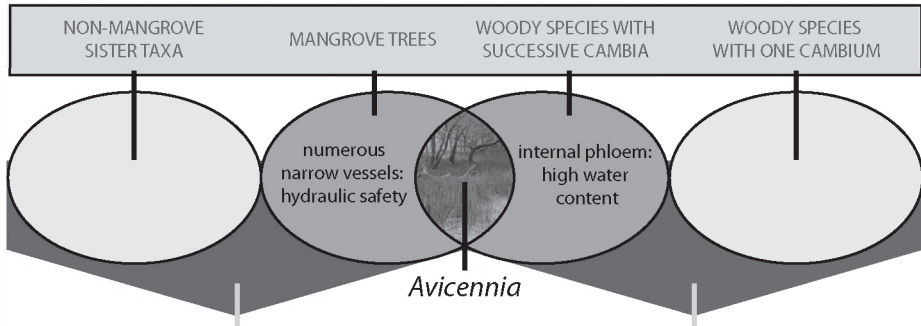 NON-MANGROVE
SISTER TAXA
MANGROVE TREES
WOODY SPECIES WITH
SUCCESSIVE CAMBIA
WOODY SPECIES
WITH ONE CAMBIUM
numerous
narrow vessels:
hydraulic safety
internal phloem:
high water
content
Avicennia